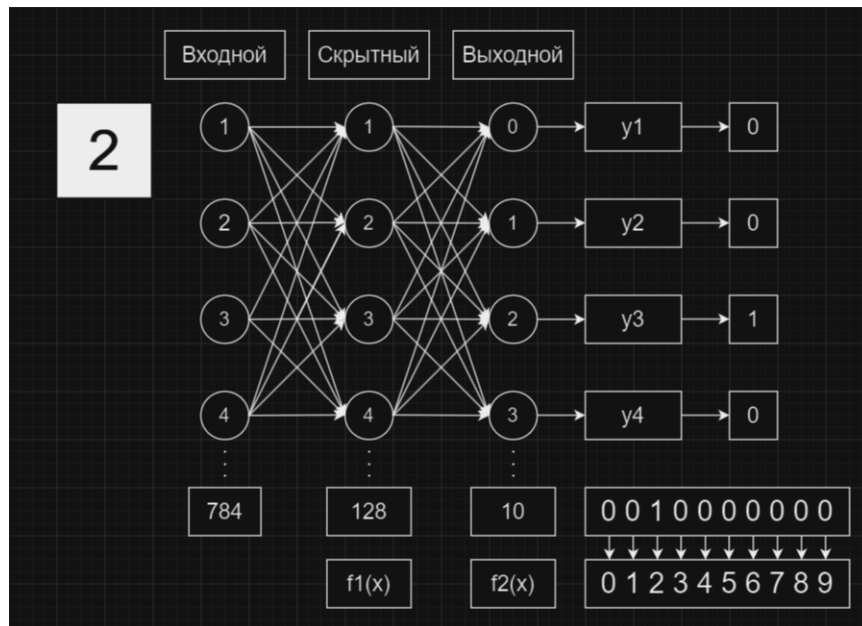 Входной Скрытный Выходной
2
1 1 0 y1 0
2 2 1 y2 0
3 3 2 y3 1
4 4 3 y4 0
784 128 10 0 0 1 0 0 0 0 0 0 0
f1(x) f2(x) 0 1 2 3 4 5 6 7 8 9